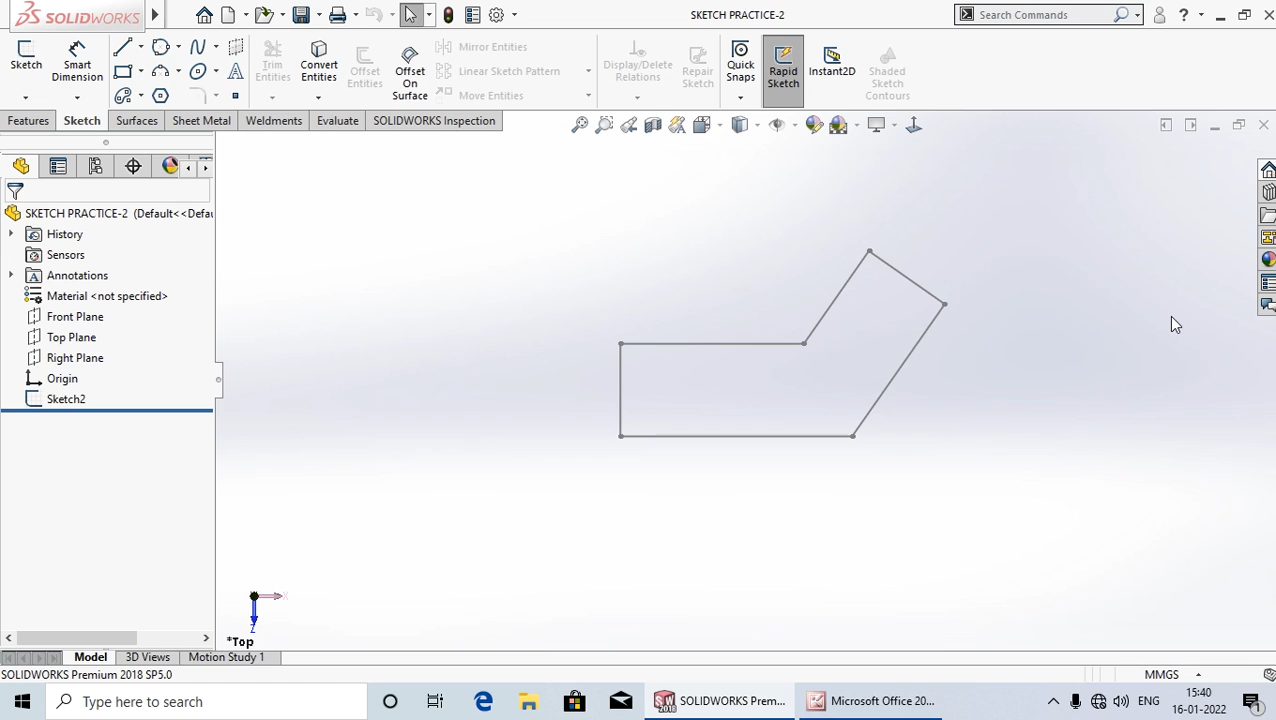 SOLIDWORKS
SKETCH PRACTICE-2
Search Commands
Sketch
Smart Dimension
Trim Entities
Convert Entities
Offset Entities
Offset On Surface
Mirror Entities
Linear Sketch Pattern
Move Entities
Display/Delete Relations
Repair Sketch
Quick Snaps
Rapid Sketch
Instant2D
Shaded Sketch Contours
Features
Sketch
Surfaces
Sheet Metal
Weldments
Evaluate
SOLIDWORKS Inspection
SKETCH PRACTICE-2 (Default<<Defau
History
Sensors
Annotations
Material <not specified>
Front Plane
Top Plane
Right Plane
Origin
Sketch2
X
Z
*Top
Model
3D Views
Motion Study 1
SOLIDWORKS Premium 2018 SP5.0
MMGS
Type here to search
SOLIDWORKS Prem...
Microsoft Office 20...
ENG
15:40
16-01-2022